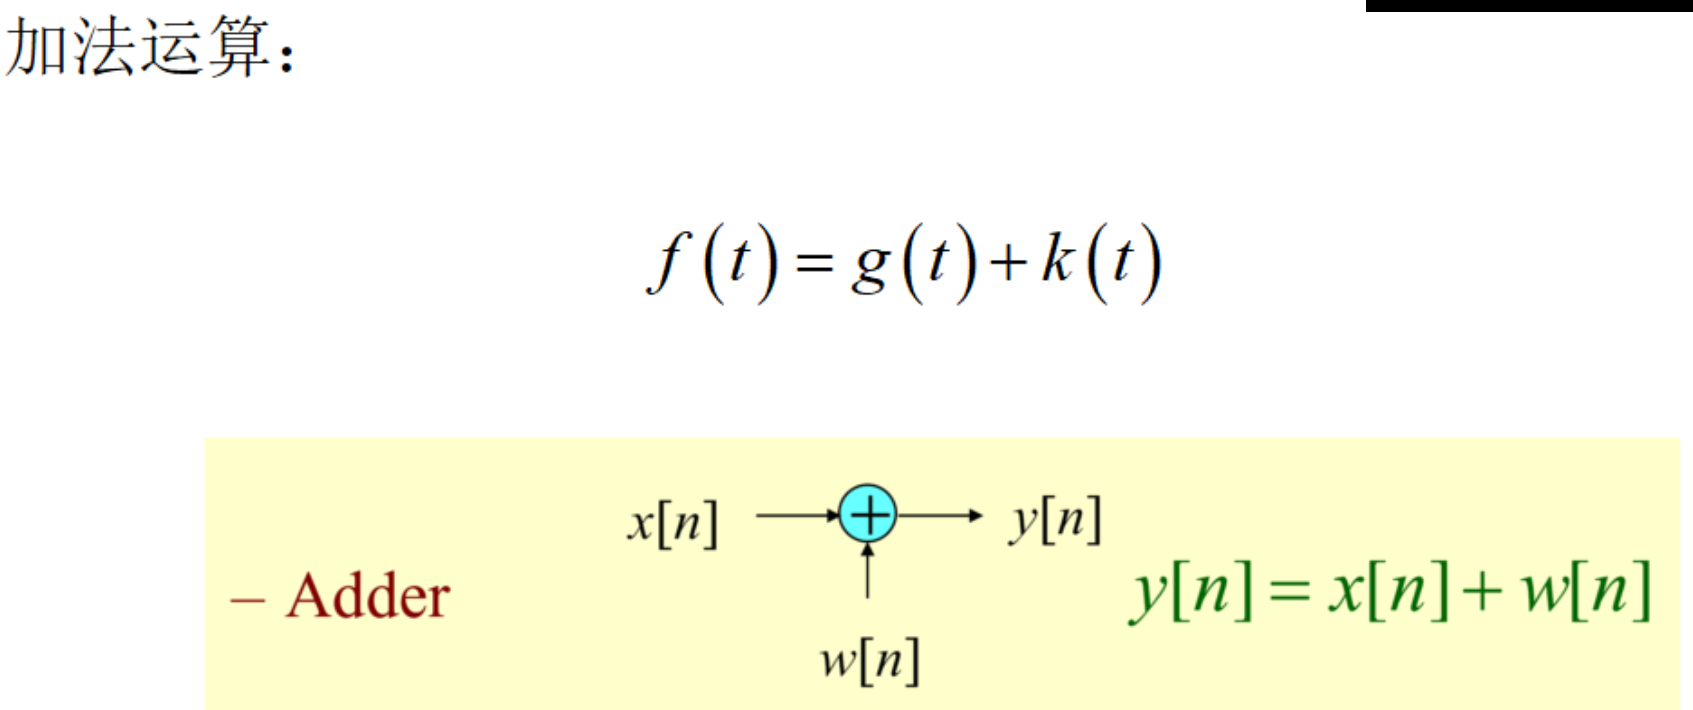 加法运算：
f(t)=g(t)+k(t)
x[n] + y[n]
– Adder
y[n]=x[n]+w[n]
w[n]